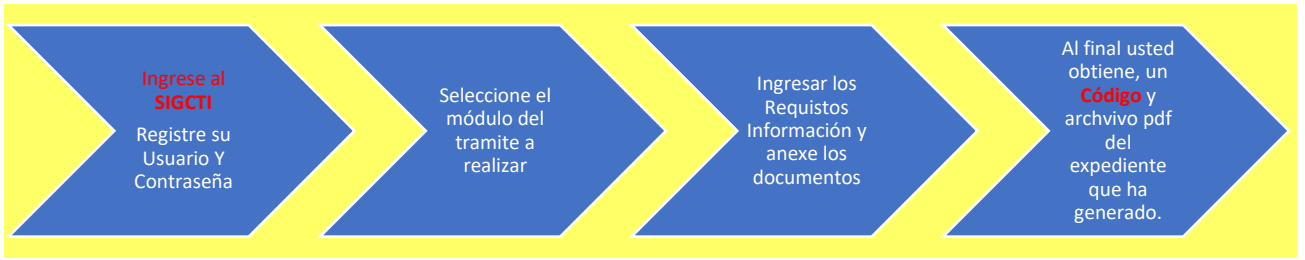 Ingrese al
SIGCTI
Registre su
Usuario Y
Contraseña
Seleccione el
módulo del
tramite a
realizar
Ingresar los
Requistos
Información y
anexe los
documentos
Al final usted
obtiene, un
Código y
archvivo pdf
del
expediente
que ha
generado.